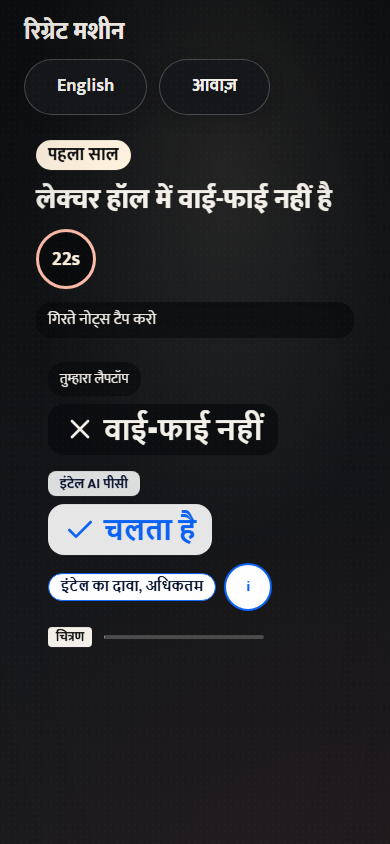 रिग्रेट मशीन
English
आवाज़
पहला साल
लेक्चर हॉल में वाई-फाई नहीं है
22s
गिरते नोट्स टैप करो
तुम्हारा लैपटॉप
वाई-फाई नहीं
इंटेल AI पीसी
चलता है
इंटेल का दावा, अधिकतम
i
चित्रण